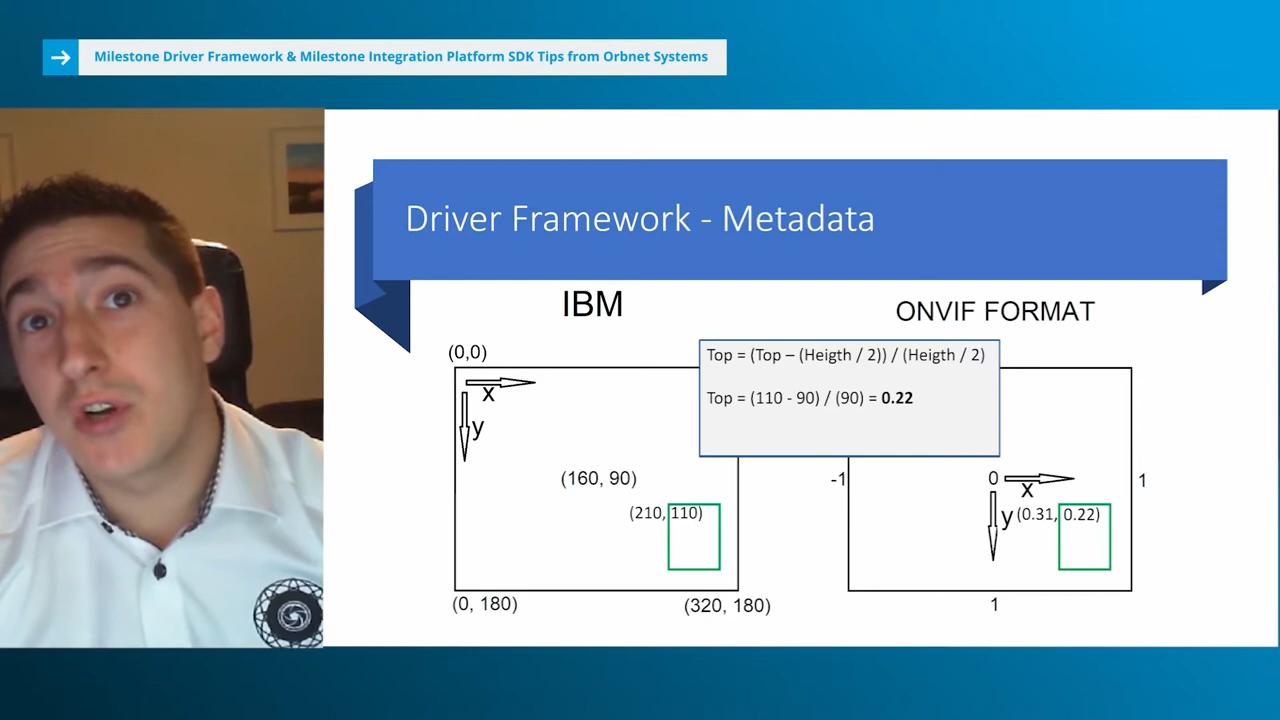 Milestone Driver Framework & Milestone Integration Platform SDK Tips from Orbnet Systems
Driver Framework - Metadata
IBM
ONVIF FORMAT
(0,0)
x
y
(160, 90)
(210, 110)
(0, 180)
(320, 180)
Top = (Top – (Heigth / 2)) / (Heigth / 2)
Top = (110 - 90) / (90) = 0.22
-1
0
1
x
y
(0.31, 0.22)
1